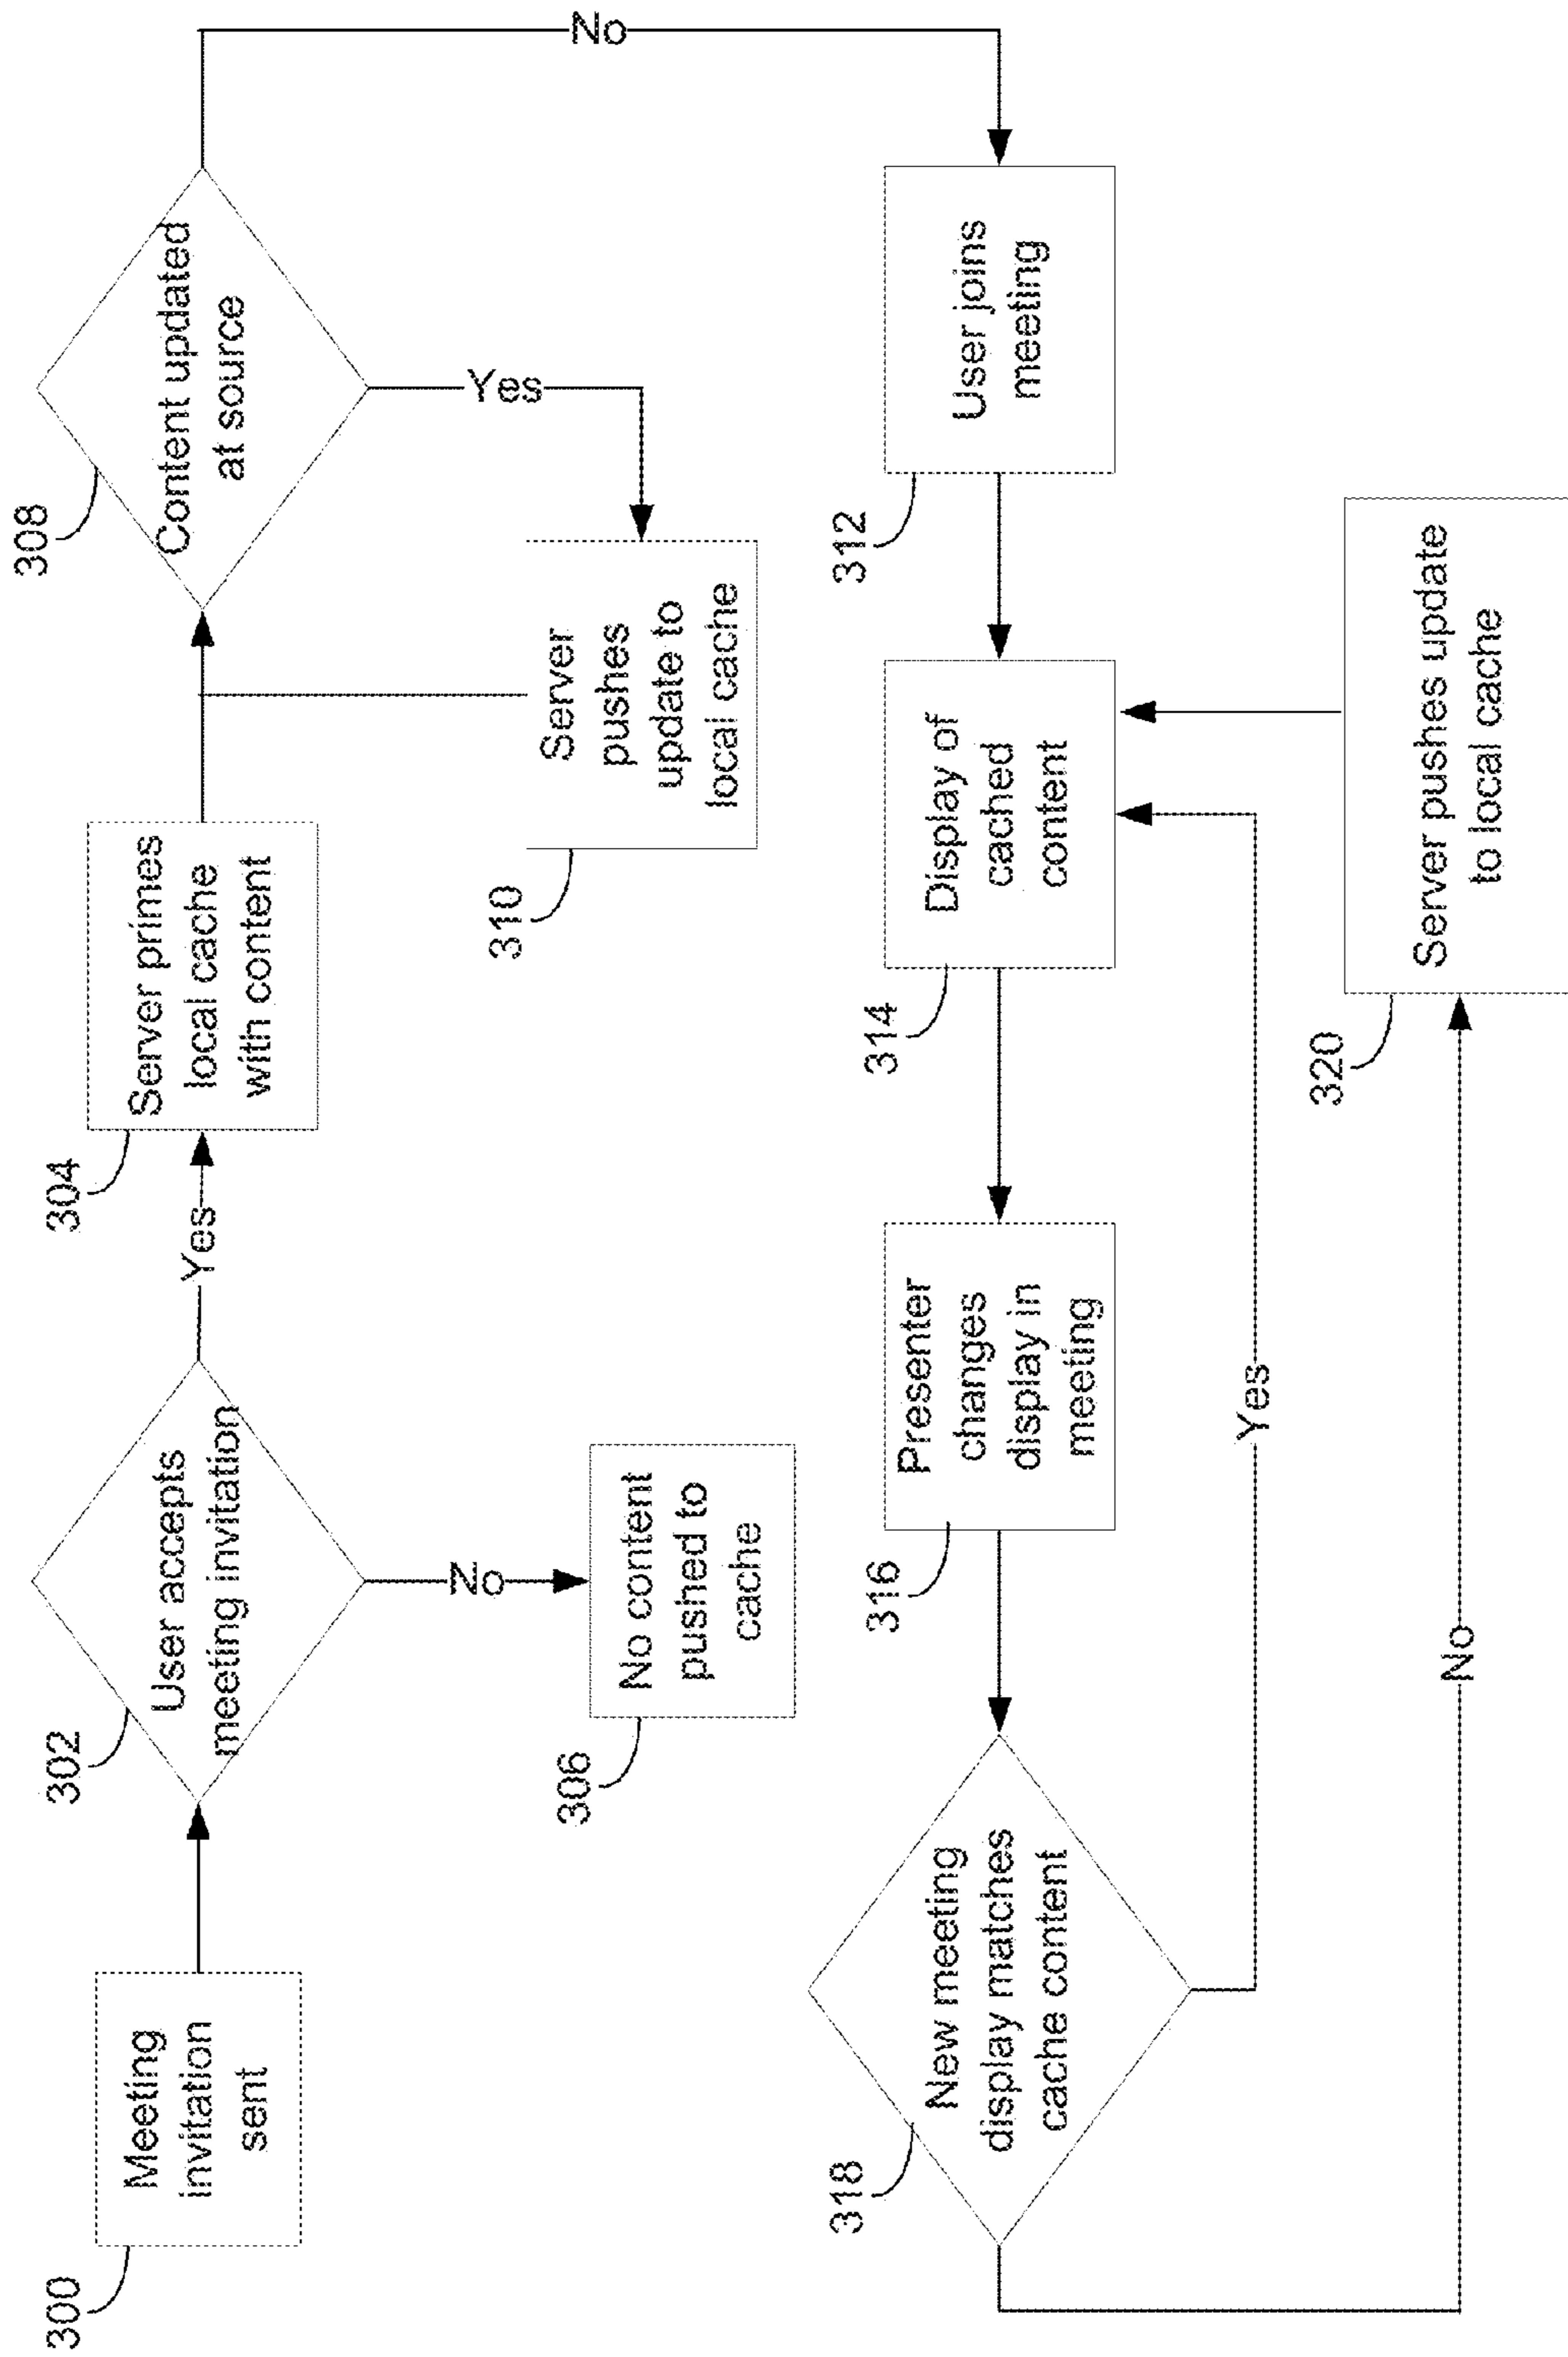 300
Meeting
invitation
sent
302
User accepts
meeting invitation
Yes
No
304
Server primes
local cache
with content
306
No content
pushed to
cache
308
Content updated
at source
Yes
No
310
Server
pushes
update to
local cache
312
User joins
meeting
314
Display of
cached
content
316
Presenter
changes
display in
meeting
318
New meeting
display matches
cache content
Yes
No
320
Server pushes update
to local cache